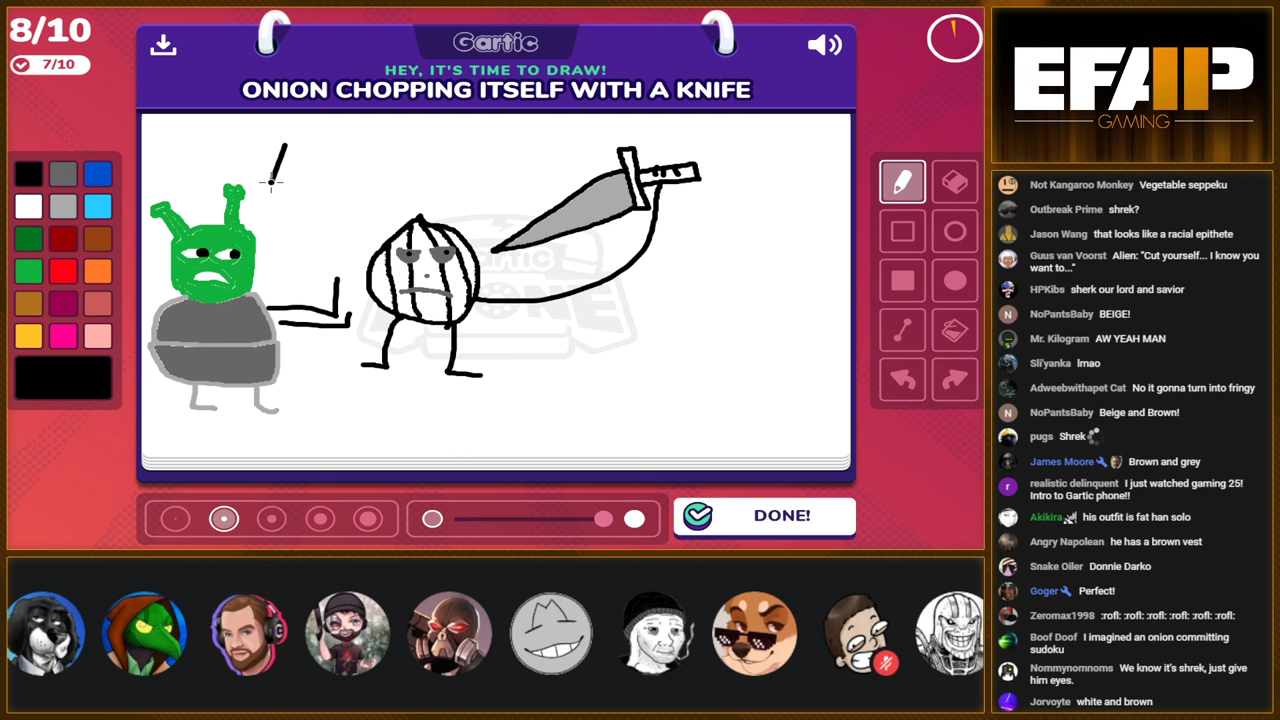 8/10
7/10
Gartic
HEY, IT'S TIME TO DRAW!
ONION CHOPPING ITSELF WITH A KNIFE
DONE!
EFAP
GAMING
Not Kangaroo Monkey Vegetable seppeku
Outbreak Prime shrek?
Jason Wang that looks like a racial epithete
Guus van Voorst Alien: "Cut yourself... I know you
want to..."
HPKibs sherk our lord and savior
N NoPantsBaby BEIGE!
Mr. Kilogram AW YEAH MAN
Sli'yanka lmao
Adweebwithapet Cat No it gonna turn into fringy
N NoPantsBaby Beige and Brown!
pugs Shrek
James Moore Brown and grey
r realistic delinquent I just watched gaming 25!
Intro to Gartic phone!!
Akikira his outfit is fat han solo
Angry Napolean he has a brown vest
Snake Oiler Donnie Darko
Goger Perfect!
Zeromax1998 :rofl: :rofl: :rofl: :rofl: :rofl: :rofl:
Boof Doof I imagined an onion committing
sudoku
Nommynomnoms We know it's shrek, just give
him eyes.
Jorvoyte white and brown